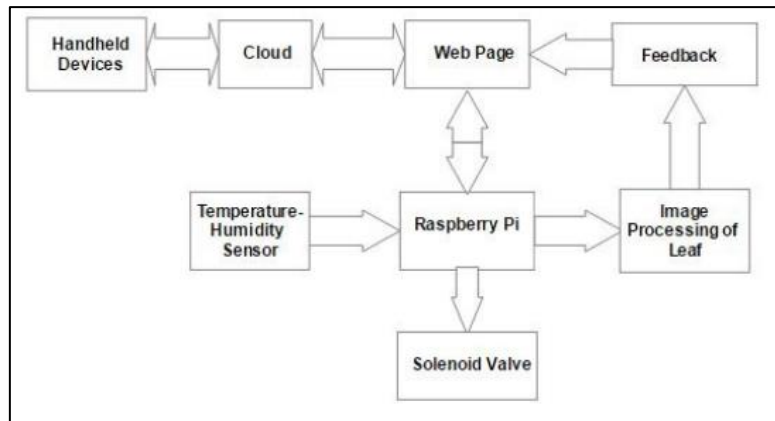 Handheld
Devices
Cloud
Web Page
Feedback
Temperature-
Humidity
Sensor
Raspberry Pi
Image
Processing of
Leaf
Solenoid Valve